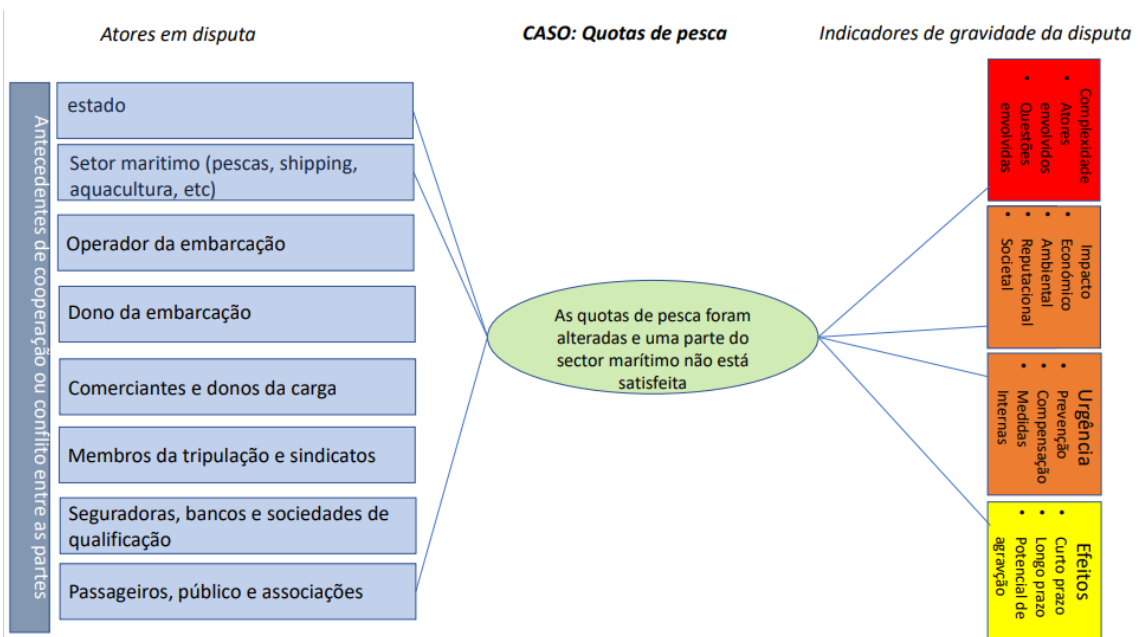 Atores em disputa
CASO: Quotas de pesca
Indicadores de gravidade da disputa
Antecedentes de cooperação ou conflito entre as partes
estado
Setor maritimo (pescas, shipping,
aquacultura, etc)
Operador da embarcação
Dono da embarcação
Comerciantes e donos da carga
Membros da tripulação e sindicatos
Seguradoras, bancos e sociedades de
qualificação
Passageiros, público e associações
As quotas de pesca foram
alteradas e uma parte do
sector marítimo não está
satisfeita
Complexidade
• Atores
envolvidos
• Questões
envolvidas
Impacto
• Económico
• Ambiental
• Reputacional
• Societal
Urgência
• Prevenção
• Compensação
• Medidas
Internas
Efeitos
• Curto prazo
• Longo prazo
• Potencial de
agravção